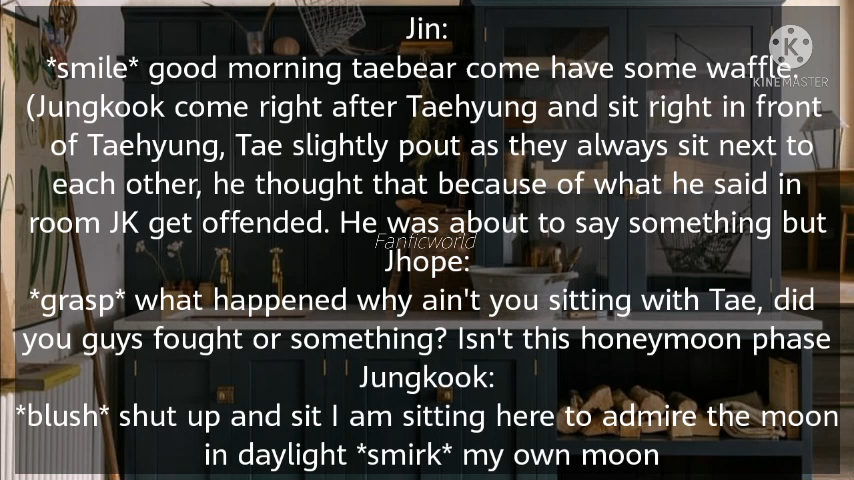 Jin:
*smile* good morning taebear come have some waffle.
KINEMASTER
(Jungkook come right after Taehyung and sit right in front
of Taehyung, Tae slightly pout as they always sit next to
each other, he thought that because of what he said in
room JK get offended. He was about to say something but
Fanficworld
Jhope:
*grasp* what happened why ain't you sitting with Tae, did
you guys fought or something? Isn't this honeymoon phase
Jungkook:
*blush* shut up and sit I am sitting here to admire the moon
in daylight *smirk* my own moon